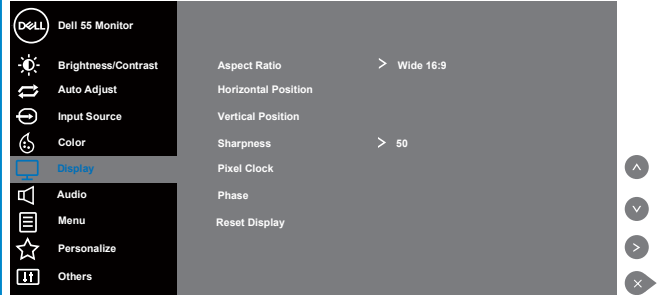 DELL Dell 55 Monitor
Brightness/Contrast Aspect Ratio > Wide 16:9
Auto Adjust Horizontal Position
Input Source Vertical Position
Color Sharpness > 50
Display Pixel Clock
Audio Phase
Menu Reset Display
Personalize
Others